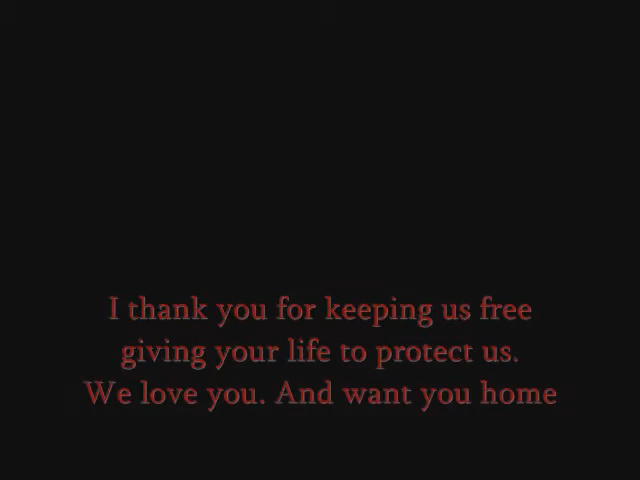 I thank you for keeping us free
giving your life to protect us.
We love you. And want you home